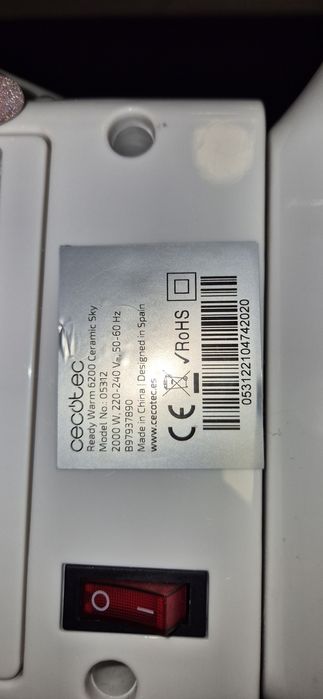 cecotec
Ready Warm 6200 Ceramic Sky
Model No.: 05312
2000 W, 220-240 V~, 50-60 Hz
B97937890
Made in China | Designed in Spain
www.cecotec.es
CE ✓RoHS
053122104742020
O I